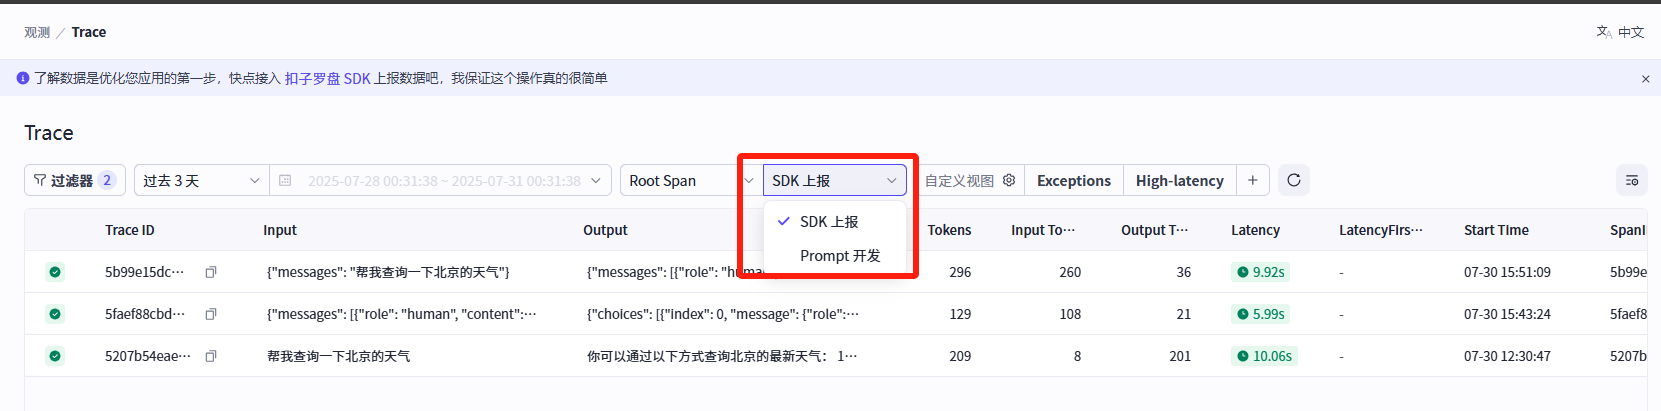 观测 / Trace
文A 中文
了解数据是优化您应用的第一步，快点接入 扣子罗盘 SDK 上报数据吧，我保证这个操作真的很简单
Trace
过滤器 2 过去 3 天 2025-07-28 00:31:38 ~ 2025-07-31 00:31:38 Root Span SDK 上报 自定义视图 Exceptions High-latency +
SDK 上报
Prompt 开发
Trace ID Input Output Tokens Input To··· Output T··· Latency LatencyFirs··· Start Time SpanI
5b99e15dc··· {"messages": "帮我查询一下北京的天气"} {"messages": [{"role": "huma 296 260 36 9.92s - 07-30 15:51:09 5b99e
5faef88cbd··· {"messages": [{"role": "human", "content":··· {"choices": [{"index": 0, "message": {"role":··· 129 108 21 5.99s - 07-30 15:43:24 5faef8
5207b54eae··· 帮我查询一下北京的天气 你可以通过以下方式查询北京的最新天气： 1··· 209 8 201 10.06s - 07-30 12:30:47 5207b